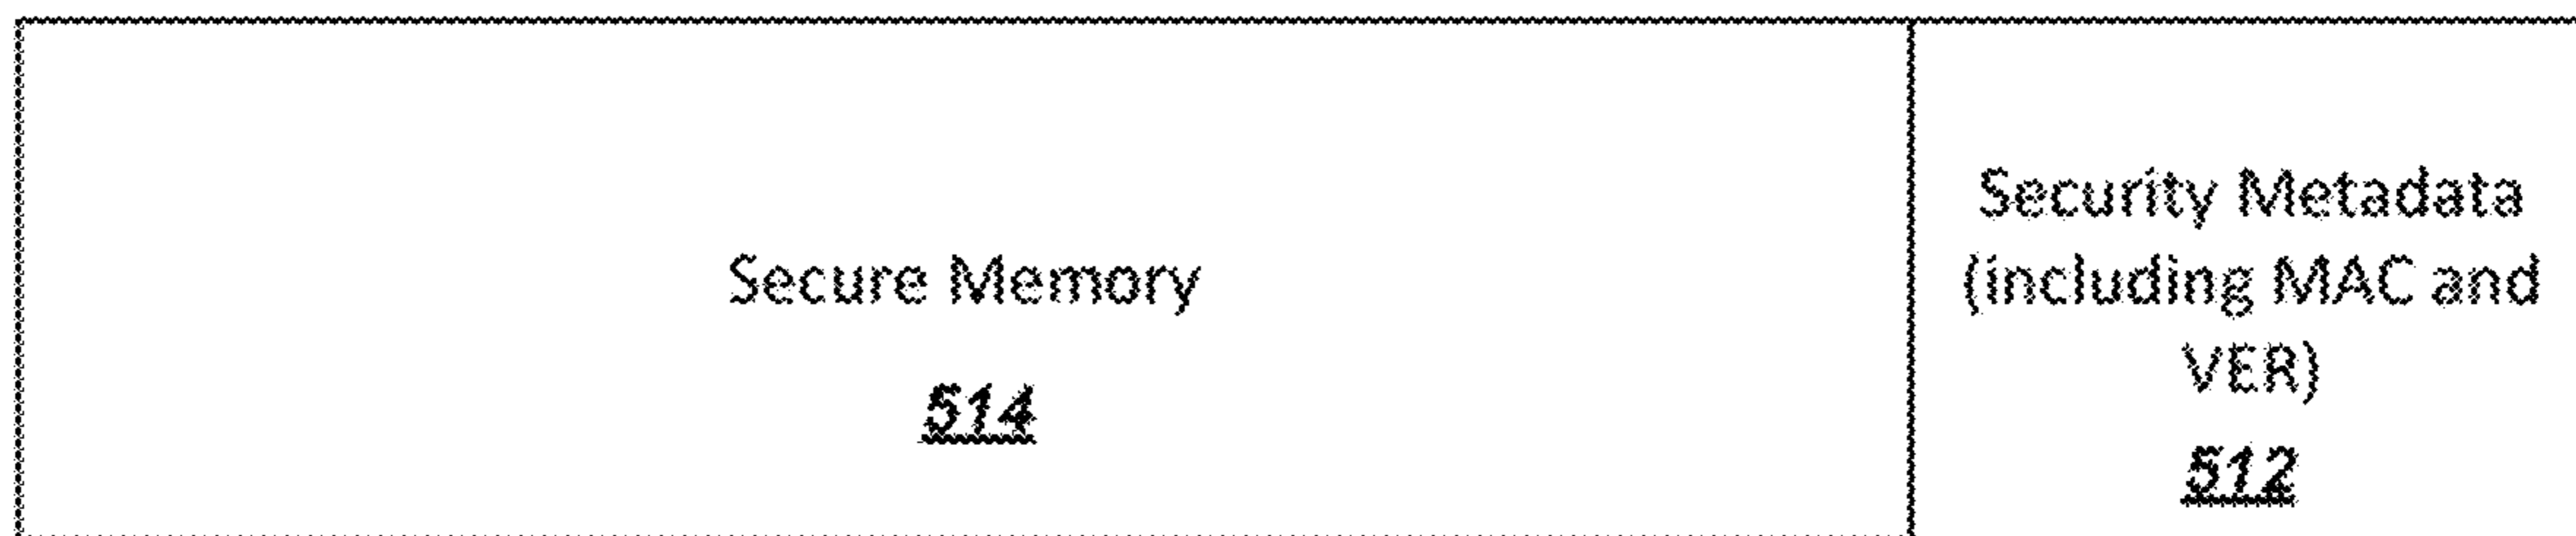 Secure Memory
514
Security Metadata
(including MAC and
VER)
512